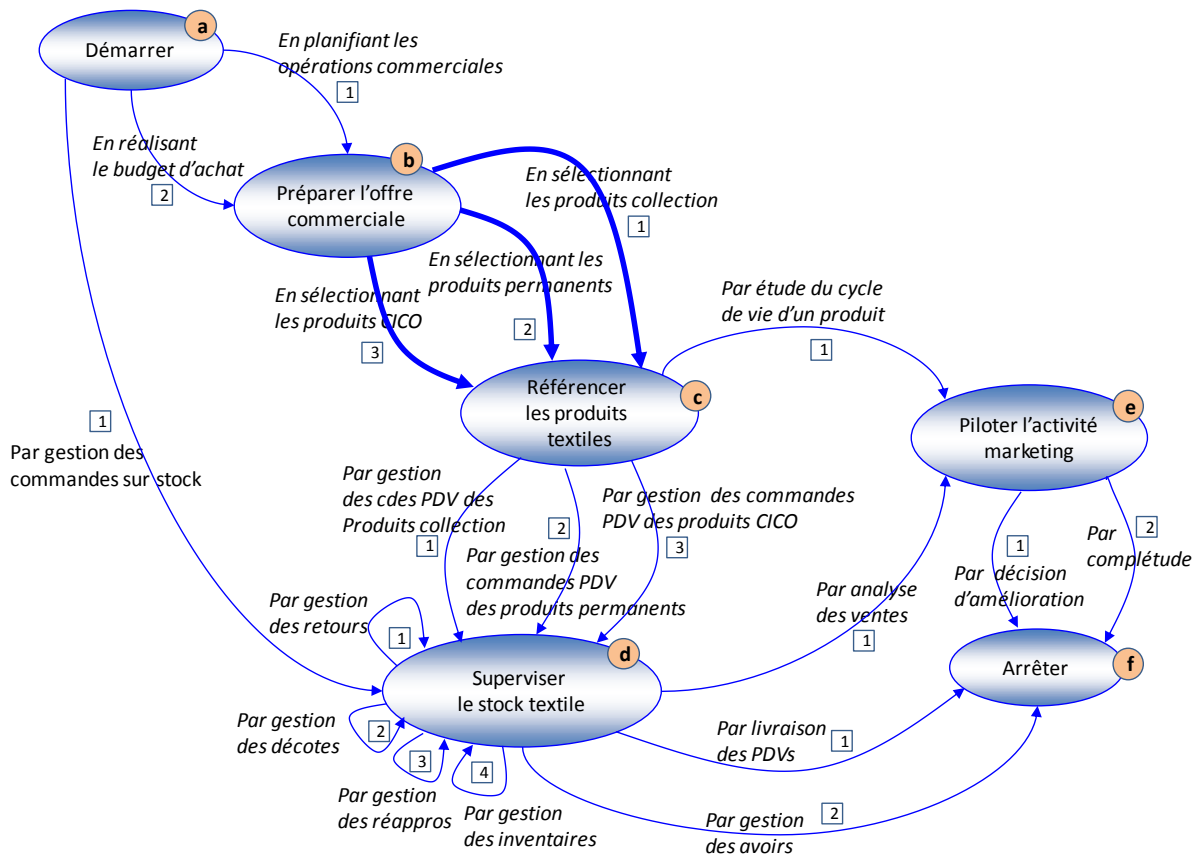 a
Démarrer
En planifiant les
opérations commerciales
1
En réalisant
le budget d'achat
2
b
Préparer l'offre
commerciale
En sélectionnant
les produits collection
1
En sélectionnant les
produits permanents
2
En sélectionnant
les produits CICO
3
Par étude du cycle
de vie d'un produit
1
Référencer
les produits
textiles
c
e
Piloter l'activité
marketing
1
Par gestion des
commandes sur stock
Par gestion
des cdes PDV des
Produits collection
1
2
Par gestion des
commandes PDV
des produits permanents
Par gestion des commandes
PDV des produits CICO
3
1
Par décision
d'amélioration
2
Par
complétude
Par analyse
des ventes
1
Par gestion
des retours
1
d
Superviser
le stock textile
f
Arrêter
Par gestion
des décotes
2
3
Par gestion
des réappros
4
Par gestion
des inventaires
Par livraison
des PDVs
1
Par gestion
des avoirs
2